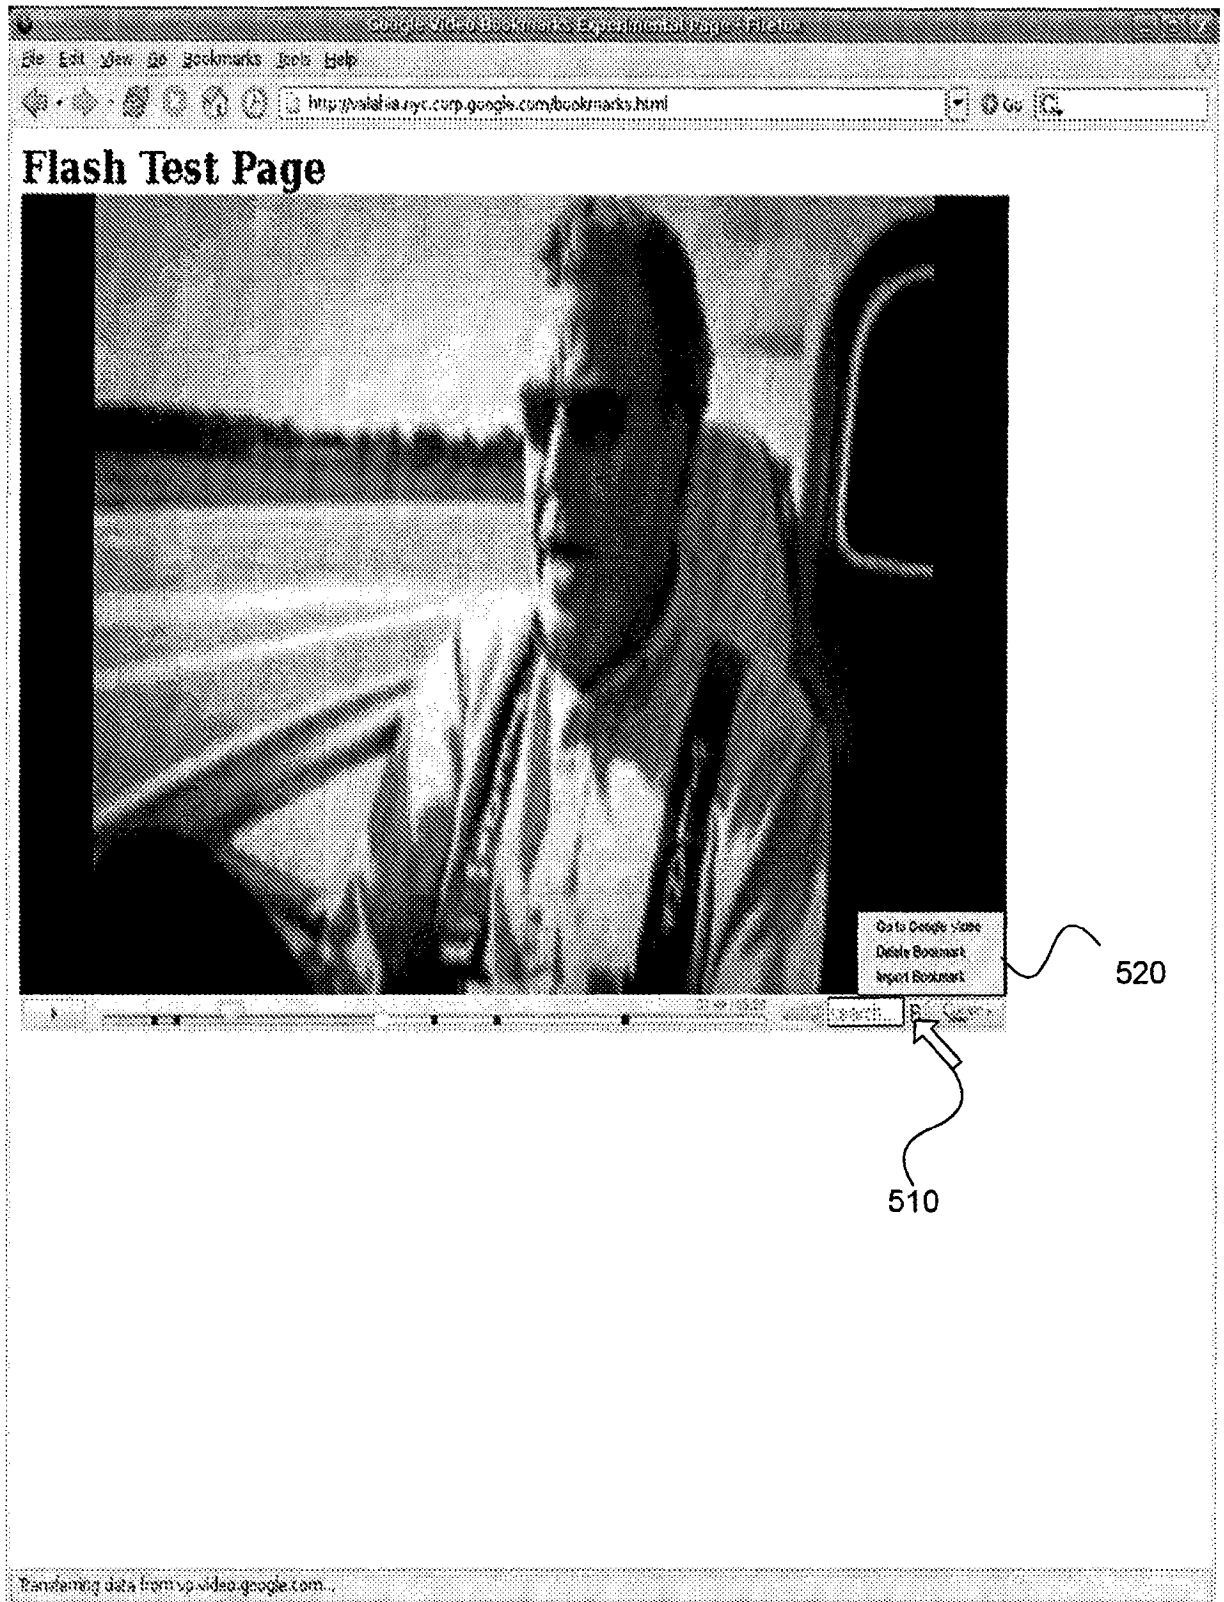 Google Video Bookmarks Experimental Page - Firefox
File Edit View Go Bookmarks Tools Help
http://valahia.nyc.corp.google.com/bookmarks.html
Go
Flash Test Page
Go to Google Video
Delete Bookmark
Import Bookmark
520
search...
510
Transferring data from vp.video.google.com...